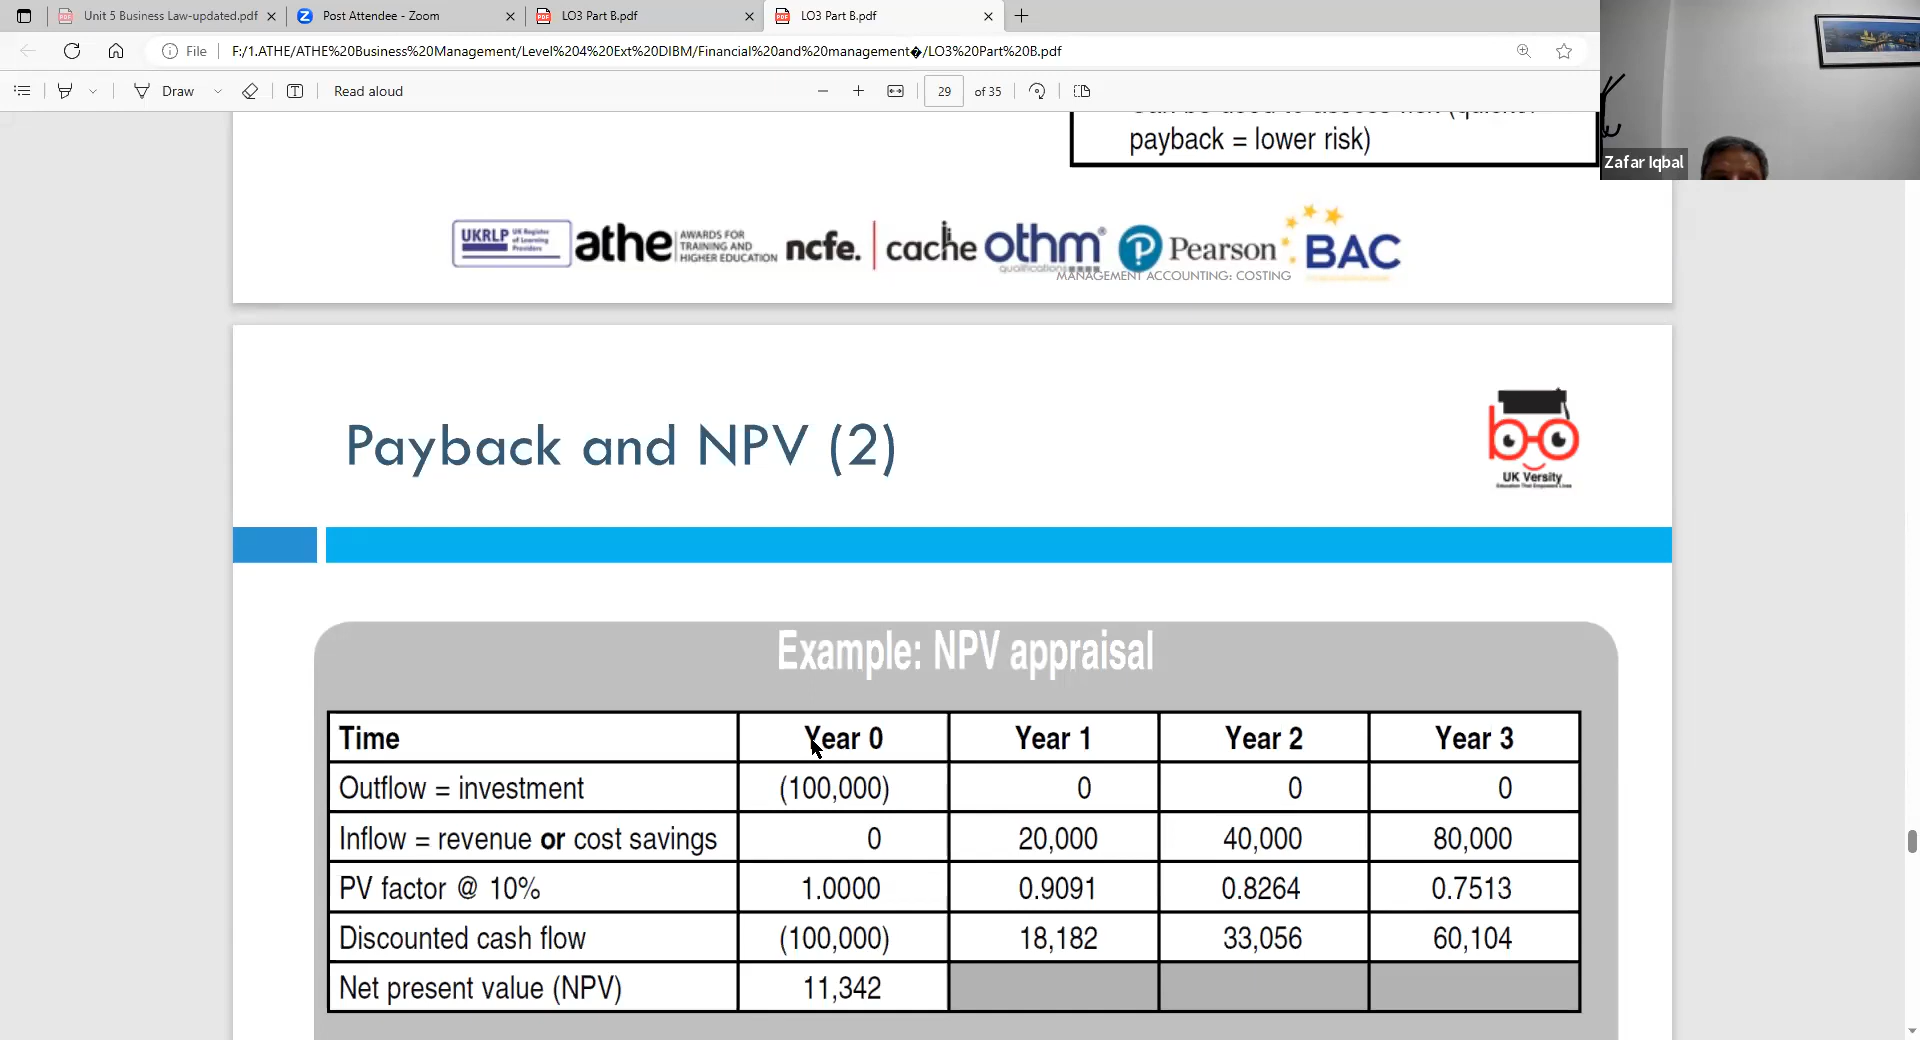 Unit 5 Business Law-updated.pdf
Post Attendee - Zoom
LO3 Part B.pdf
LO3 Part B.pdf
File
F:/1.ATHE/ATHE%20Business%20Management/Level%204%20Ext%20DIBM/Financial%20and%20management�/LO3%20Part%20B.pdf
Draw
Read aloud
29 of 35
payback = lower risk)
Zafar Iqbal
UKRLP UK Register of Learning Providers
athe AWARDS FOR TRAINING AND HIGHER EDUCATION
ncfe. cache
othm qualifications
Pearson
BAC
MANAGEMENT ACCOUNTING: COSTING
Payback and NPV (2)
UK Versity
Example: NPV appraisal
Time Year 0 Year 1 Year 2 Year 3
Outflow = investment (100,000) 0 0 0
Inflow = revenue or cost savings 0 20,000 40,000 80,000
PV factor @ 10% 1.0000 0.9091 0.8264 0.7513
Discounted cash flow (100,000) 18,182 33,056 60,104
Net present value (NPV) 11,342